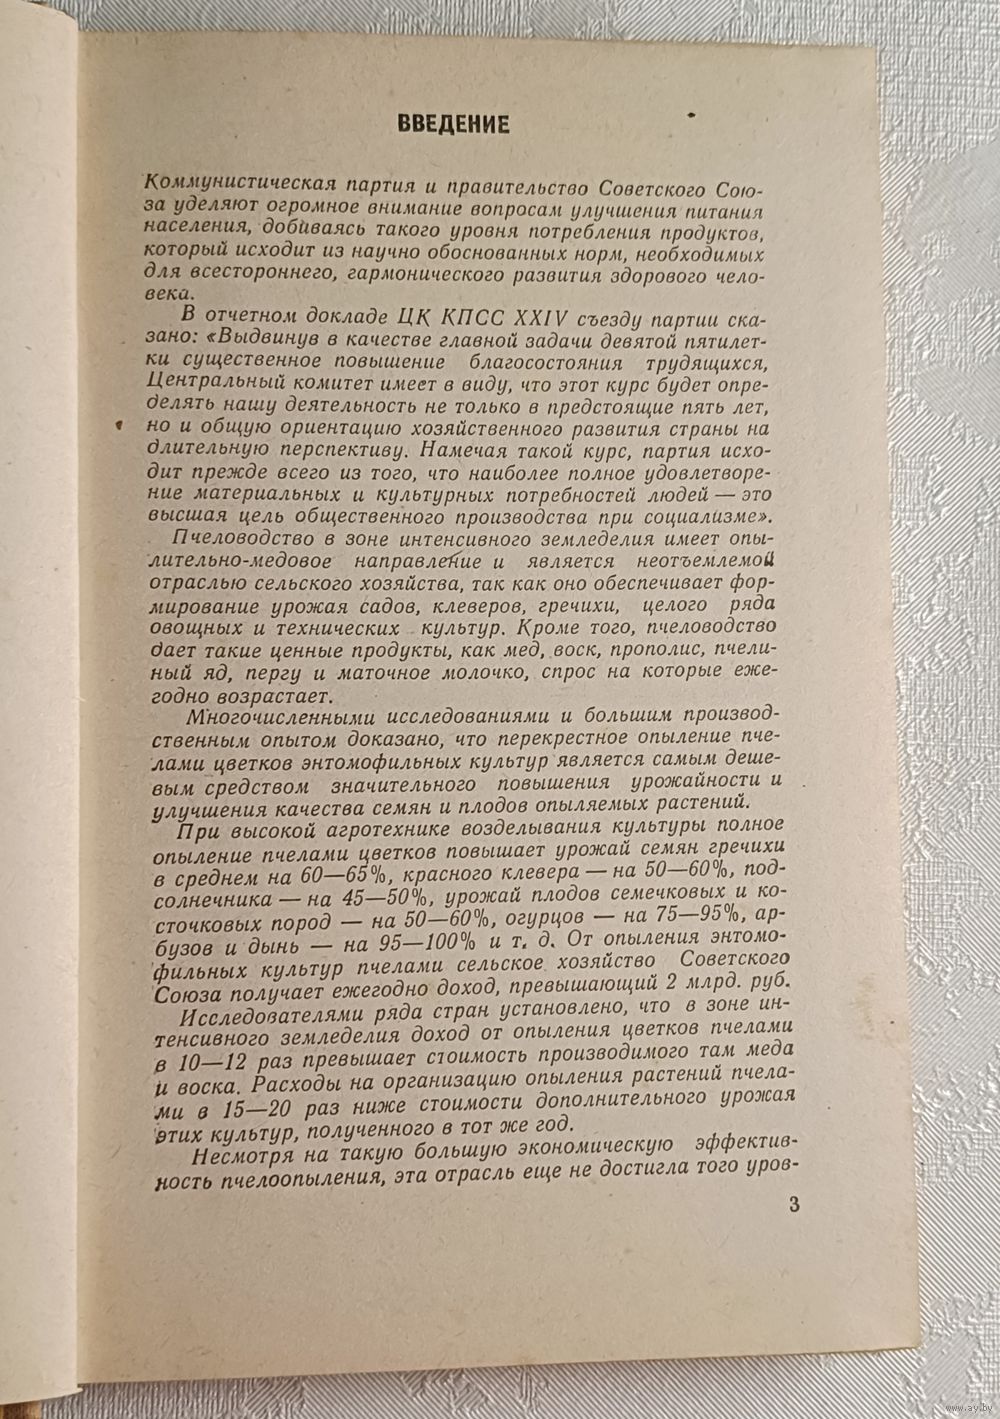 ВВЕДЕНИЕ
Коммунистическая партия и правительство Советского Сою-
за уделяют огромное внимание вопросам улучшения питания
населения, добиваясь такого уровня потребления продуктов,
который исходит из научно обоснованных норм, необходимых
для всестороннего, гармонического развития здорового чело-
века.
В отчетном докладе ЦК КПСС XXIV съезду партии ска-
зано: «Выдвинув в качестве главной задачи девятой пятилет-
ки существенное повышение благосостояния трудящихся,
Центральный комитет имеет в виду, что этот курс будет опре-
делять нашу деятельность не только в предстоящие пять лет,
но и общую ориентацию хозяйственного развития страны на
длительную перспективу. Намечая такой курс, партия исхо-
дит прежде всего из того, что наиболее полное удовлетворе-
ние материальных и культурных потребностей людей — это
высшая цель общественного производства при социализме».
Пчеловодство в зоне интенсивного земледелия имеет опы-
лительно-медовое направление и является неотъемлемой
отраслью сельского хозяйства, так как оно обеспечивает фор-
мирование урожая садов, клеверов, гречихи, целого ряда
овощных и технических культур. Кроме того, пчеловодство
дает такие ценные продукты, как мед, воск, прополис, пчели-
ный яд, пергу и маточное молочко, спрос на которые еже-
годно возрастает.
Многочисленными исследованиями и большим производ-
ственным опытом доказано, что перекрестное опыление пче-
лами цветков энтомофильных культур является самым деше-
вым средством значительного повышения урожайности и
улучшения качества семян и плодов опыляемых растений.
При высокой агротехнике возделывания культуры полное
опыление пчелами цветков повышает урожай семян гречихи
в среднем на 60—65%, красного клевера — на 50—60%, под-
солнечника — на 45—50%, урожай плодов семечковых и ко-
сточковых пород — на 50—60%, огурцов — на 75—95%, ар-
бузов и дынь — на 95—100% и т. д. От опыления энтомо-
фильных культур пчелами сельское хозяйство Советского
Союза получает ежегодно доход, превышающий 2 млрд. руб.
Исследователями ряда стран установлено, что в зоне ин-
тенсивного земледелия доход от опыления цветков пчелами
в 10—12 раз превышает стоимость производимого там меда
и воска. Расходы на организацию опыления растений пчела-
ми в 15—20 раз ниже стоимости дополнительного урожая
этих культур, полученного в тот же год.
Несмотря на такую большую экономическую эффектив-
ность пчелоопыления, эта отрасль еще не достигла того уров-
3
www.ay.by